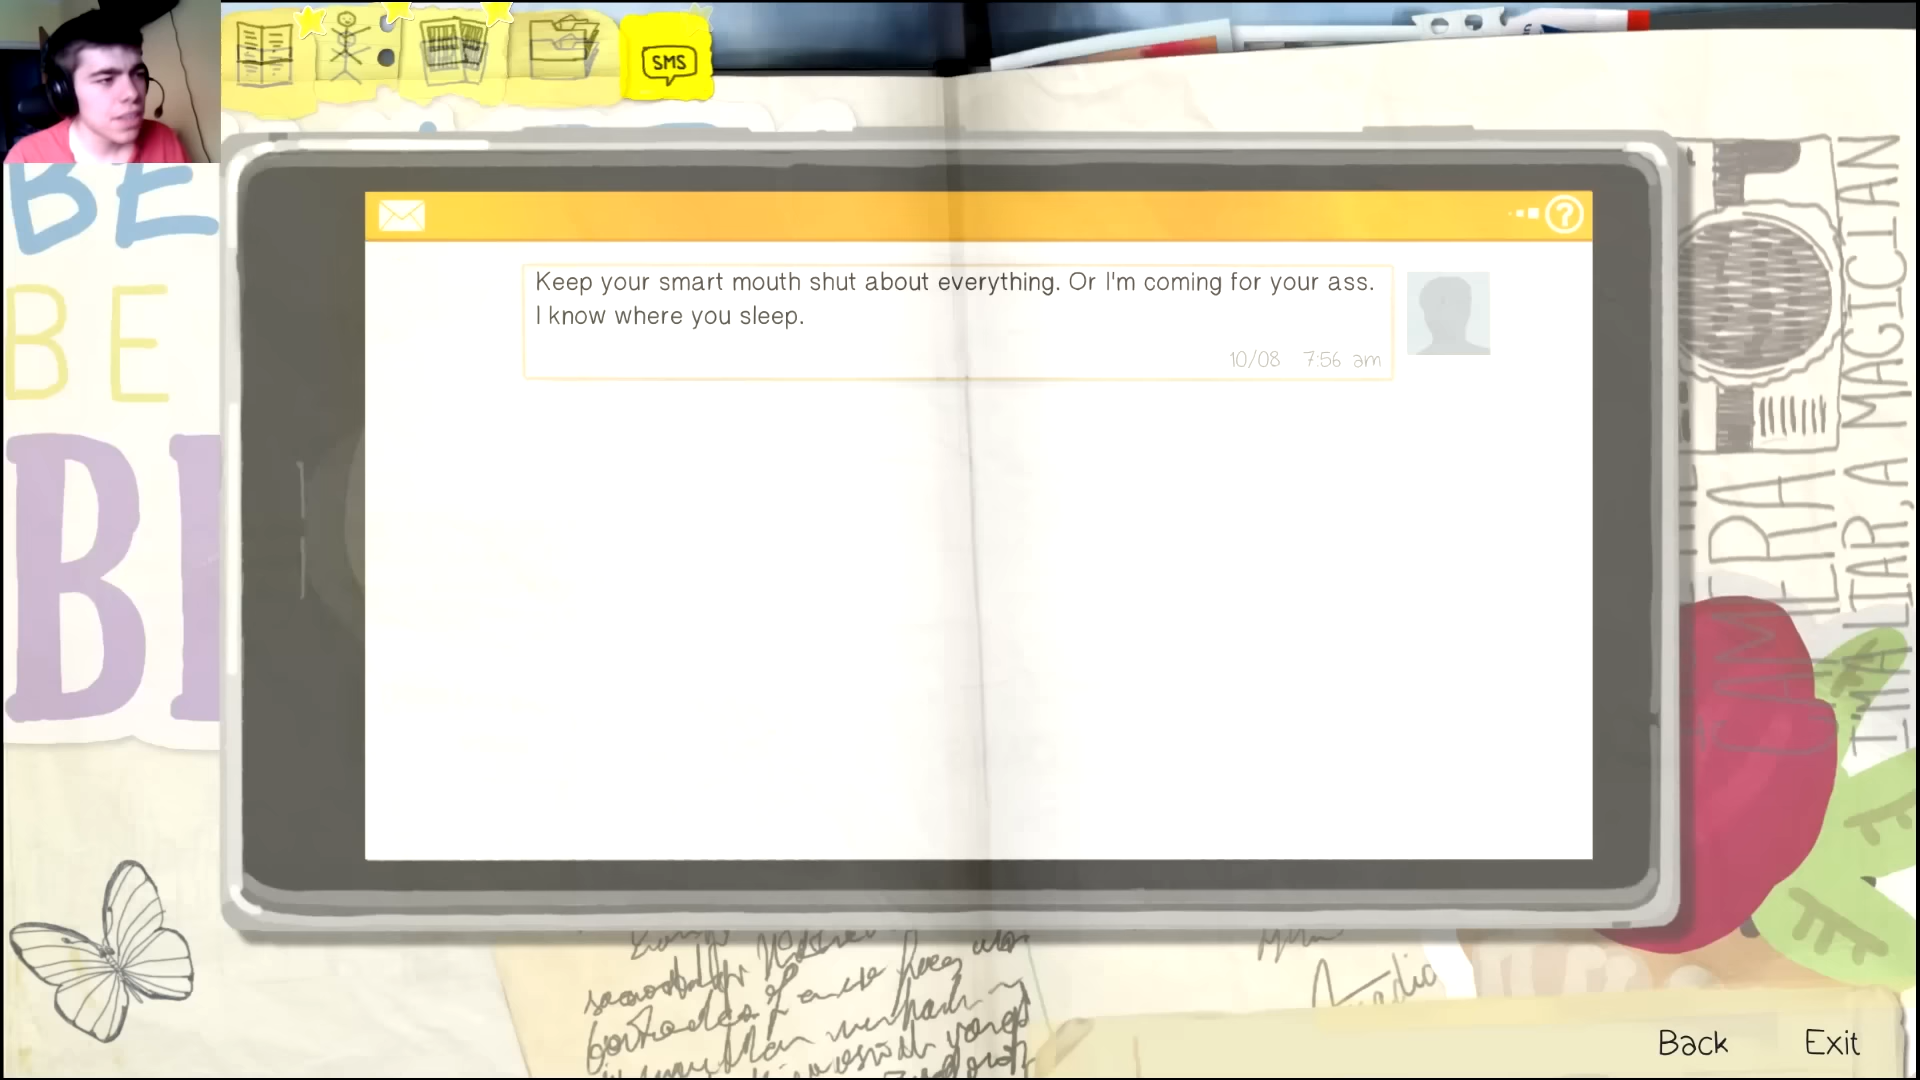 SMS
BE
BE
BE
Keep your smart mouth shut about everything. Or I'm coming for your ass.
I know where you sleep.
10/08 7:56 am
?
CAMERA
I'M A LIAR, A MAGICIAN
Back Exit